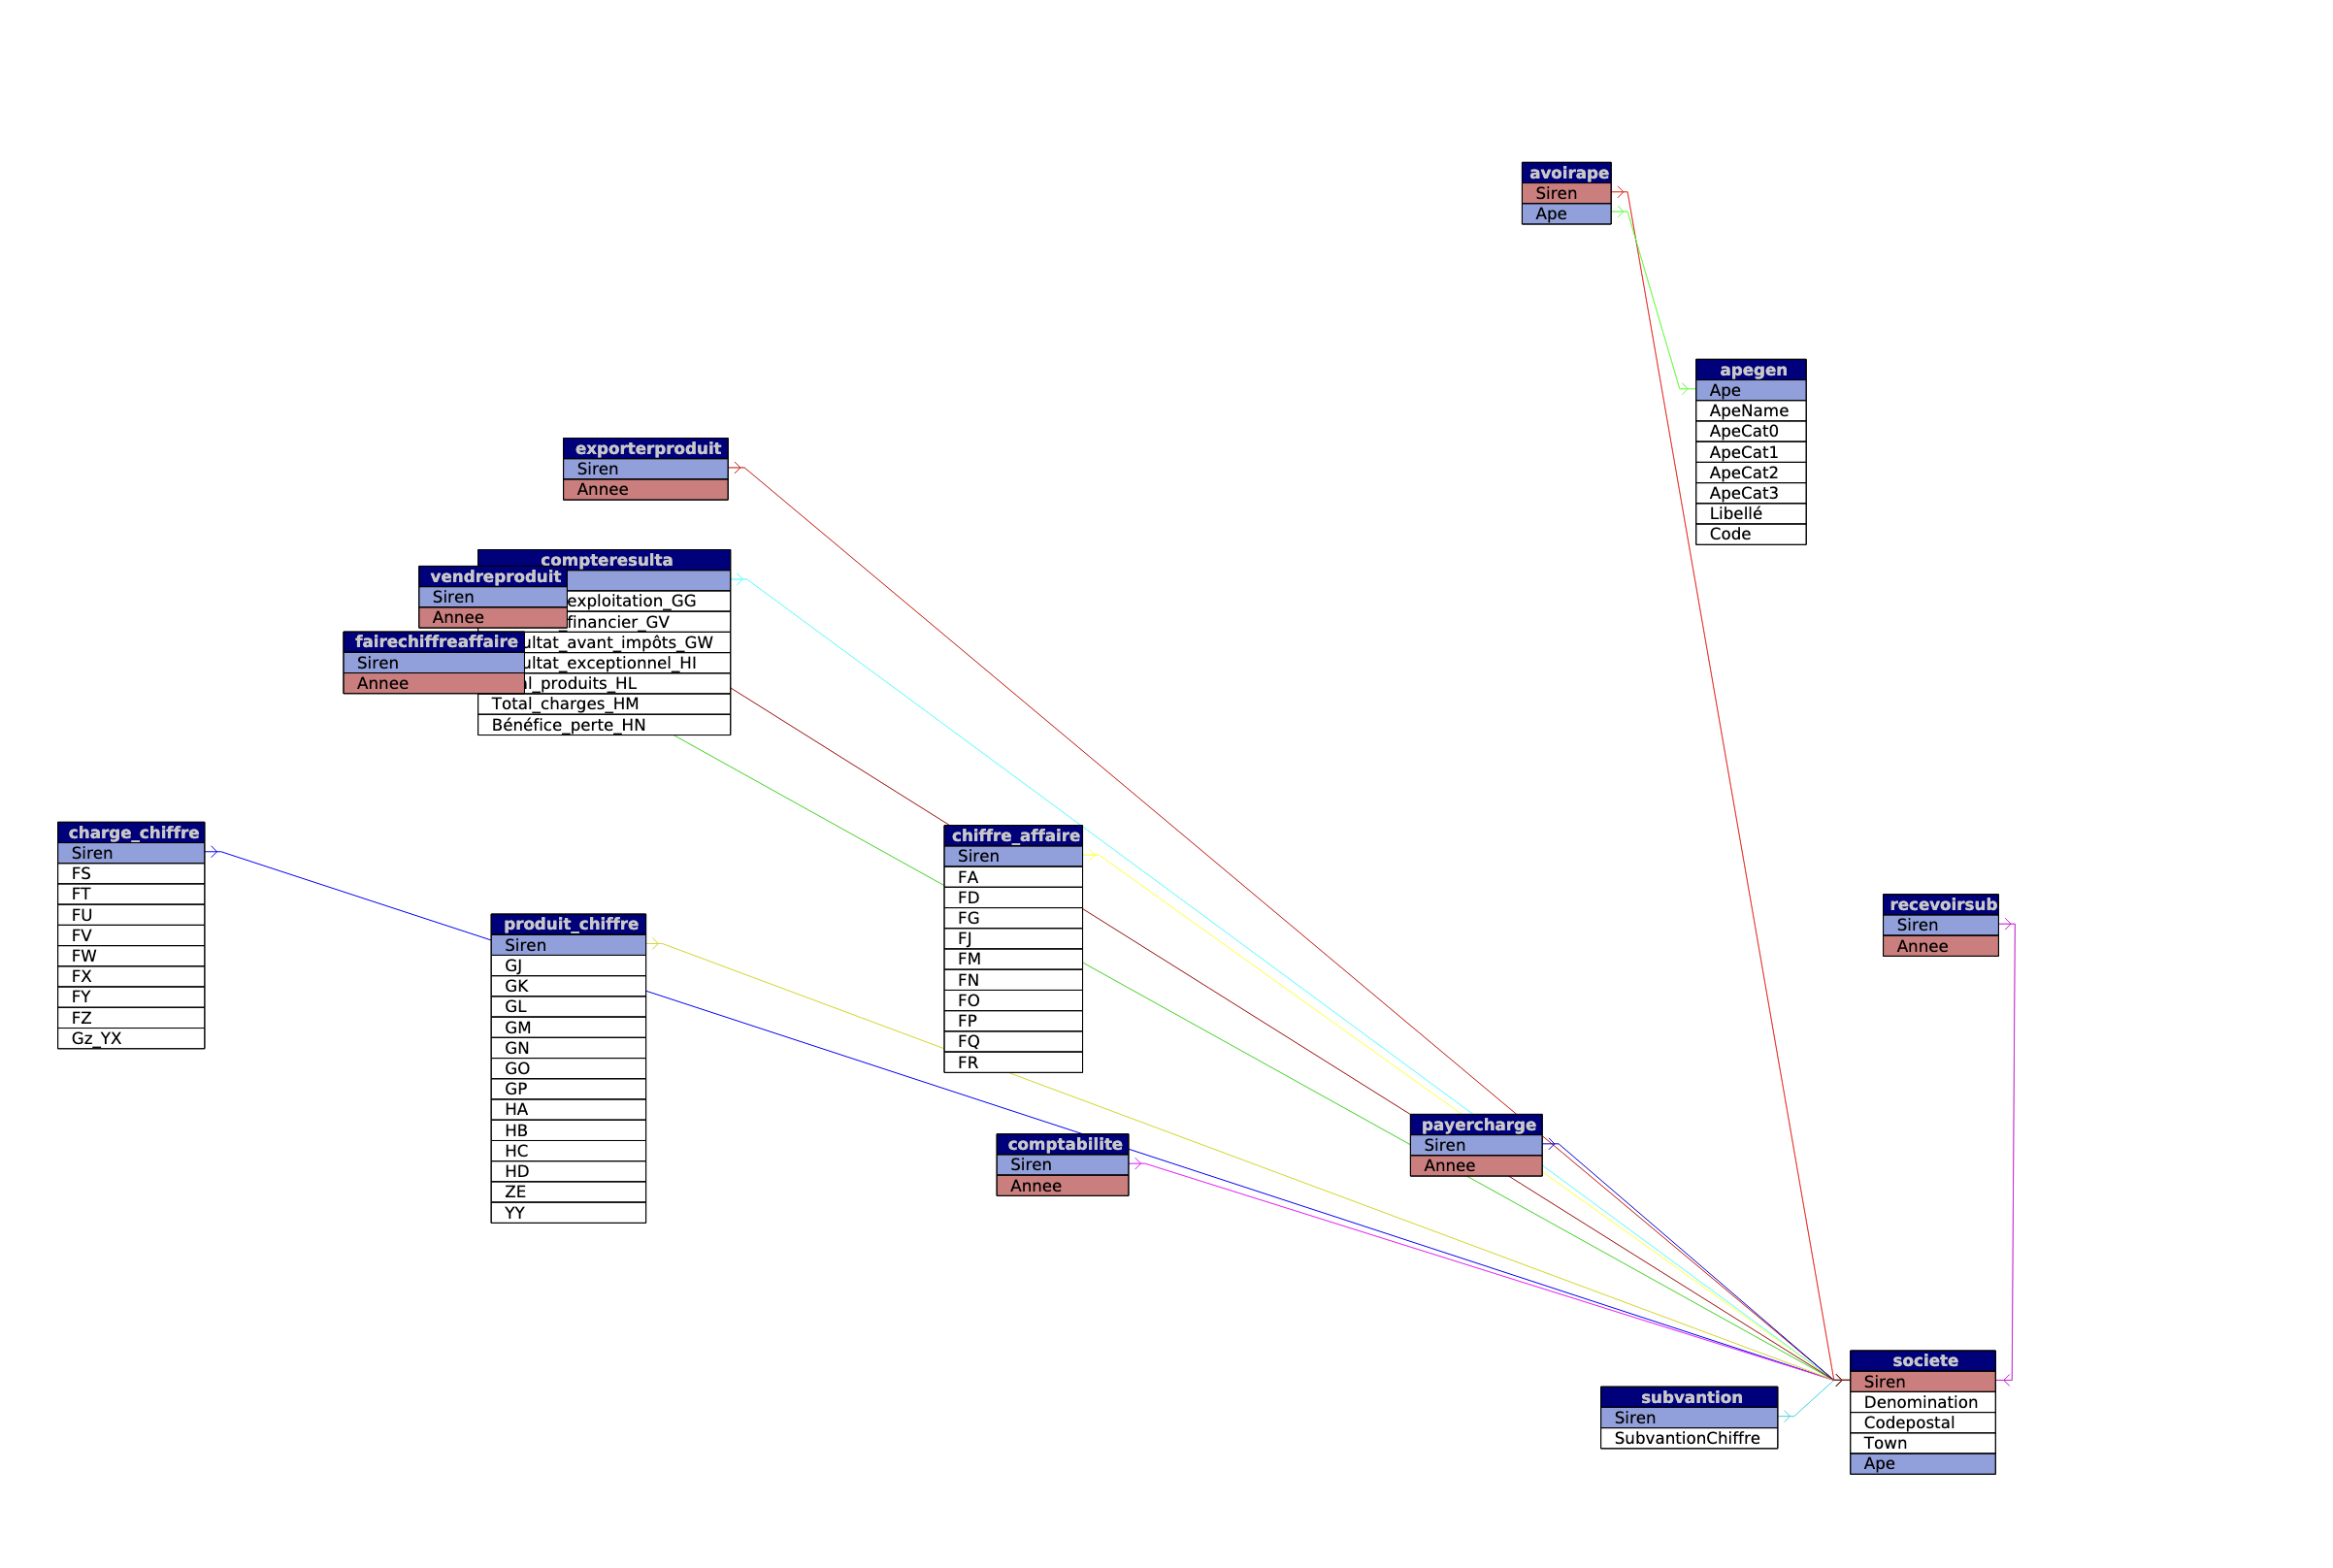 avoirape
Siren
Ape
apegen
Ape
ApeName
ApeCat0
ApeCat1
ApeCat2
ApeCat3
Libellé
Code
exporterproduit
Siren
Annee
compteresulta
exploitation_GG
_financier_GV
ultat_avant_impôts_GW
ultat_exceptionnel_HI
l_produits_HL
Total_charges_HM
Bénéfice_perte_HN
vendreproduit
Siren
Annee
fairechiffreaffaire
Siren
Annee
charge_chiffre
Siren
FS
FT
FU
FV
FW
FX
FY
FZ
Gz_YX
produit_chiffre
Siren
GJ
GK
GL
GM
GN
GO
GP
HA
HB
HC
HD
ZE
YY
chiffre_affaire
Siren
FA
FD
FG
FJ
FM
FN
FO
FP
FQ
FR
comptabilite
Siren
Annee
payercharge
Siren
Annee
recevoirsub
Siren
Annee
subvantion
Siren
SubvantionChiffre
societe
Siren
Denomination
Codepostal
Town
Ape